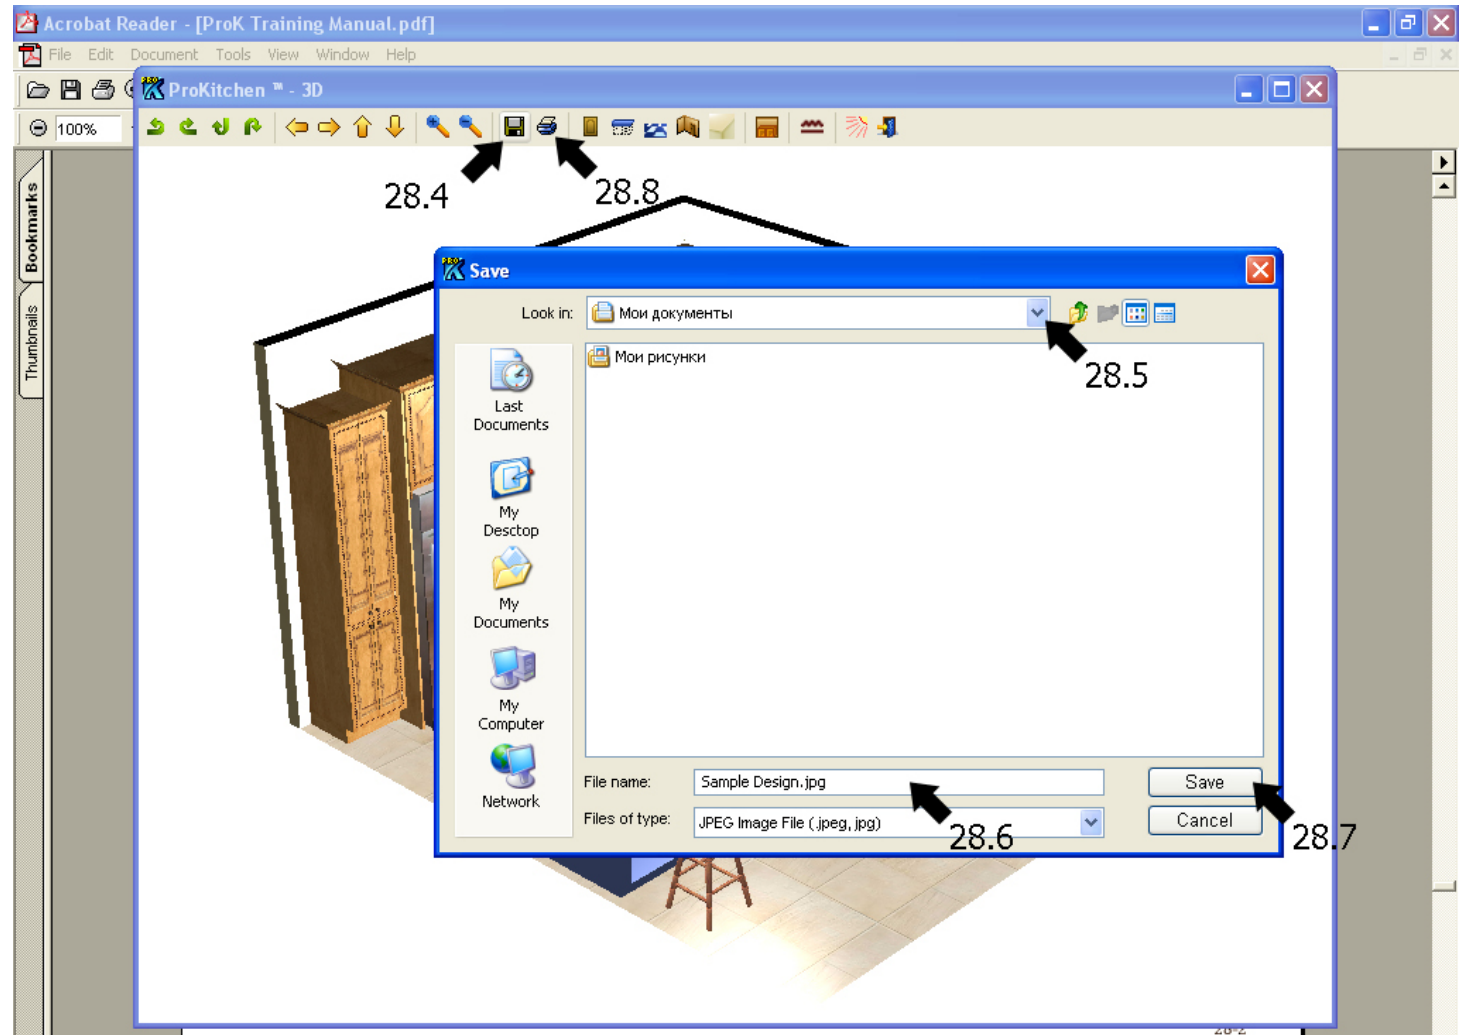 Acrobat Reader - [ProK Training Manual.pdf]
File Edit Document Tools View Window Help
ProKitchen ™ - 3D
100%
28.4
28.8
Bookmarks
Thumbnails
PRO K Save
Look in: Мои документы
28.5
Мои рисунки
Last
Documents
My
Desctop
My
Documents
My
Computer
Network
File name: Sample Design.jpg Save
Files of type: JPEG Image File (.jpeg, jpg) Cancel
28.6
28.7